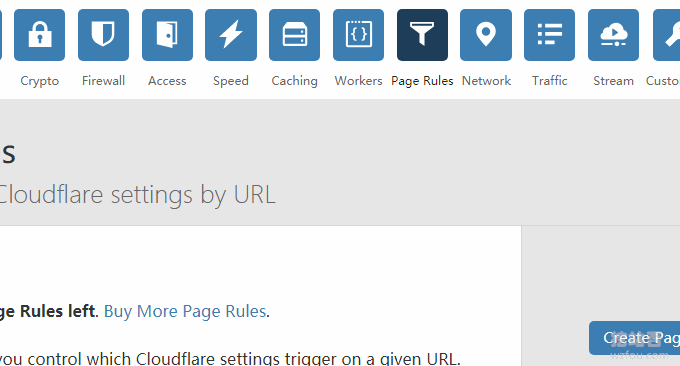 Crypto Firewall Access Speed Caching Workers Page Rules Network Traffic Stream Custo
s
Cloudflare settings by URL
ge Rules left. Buy More Page Rules.
Create Pag
you control which Cloudflare settings trigger on a given URL.